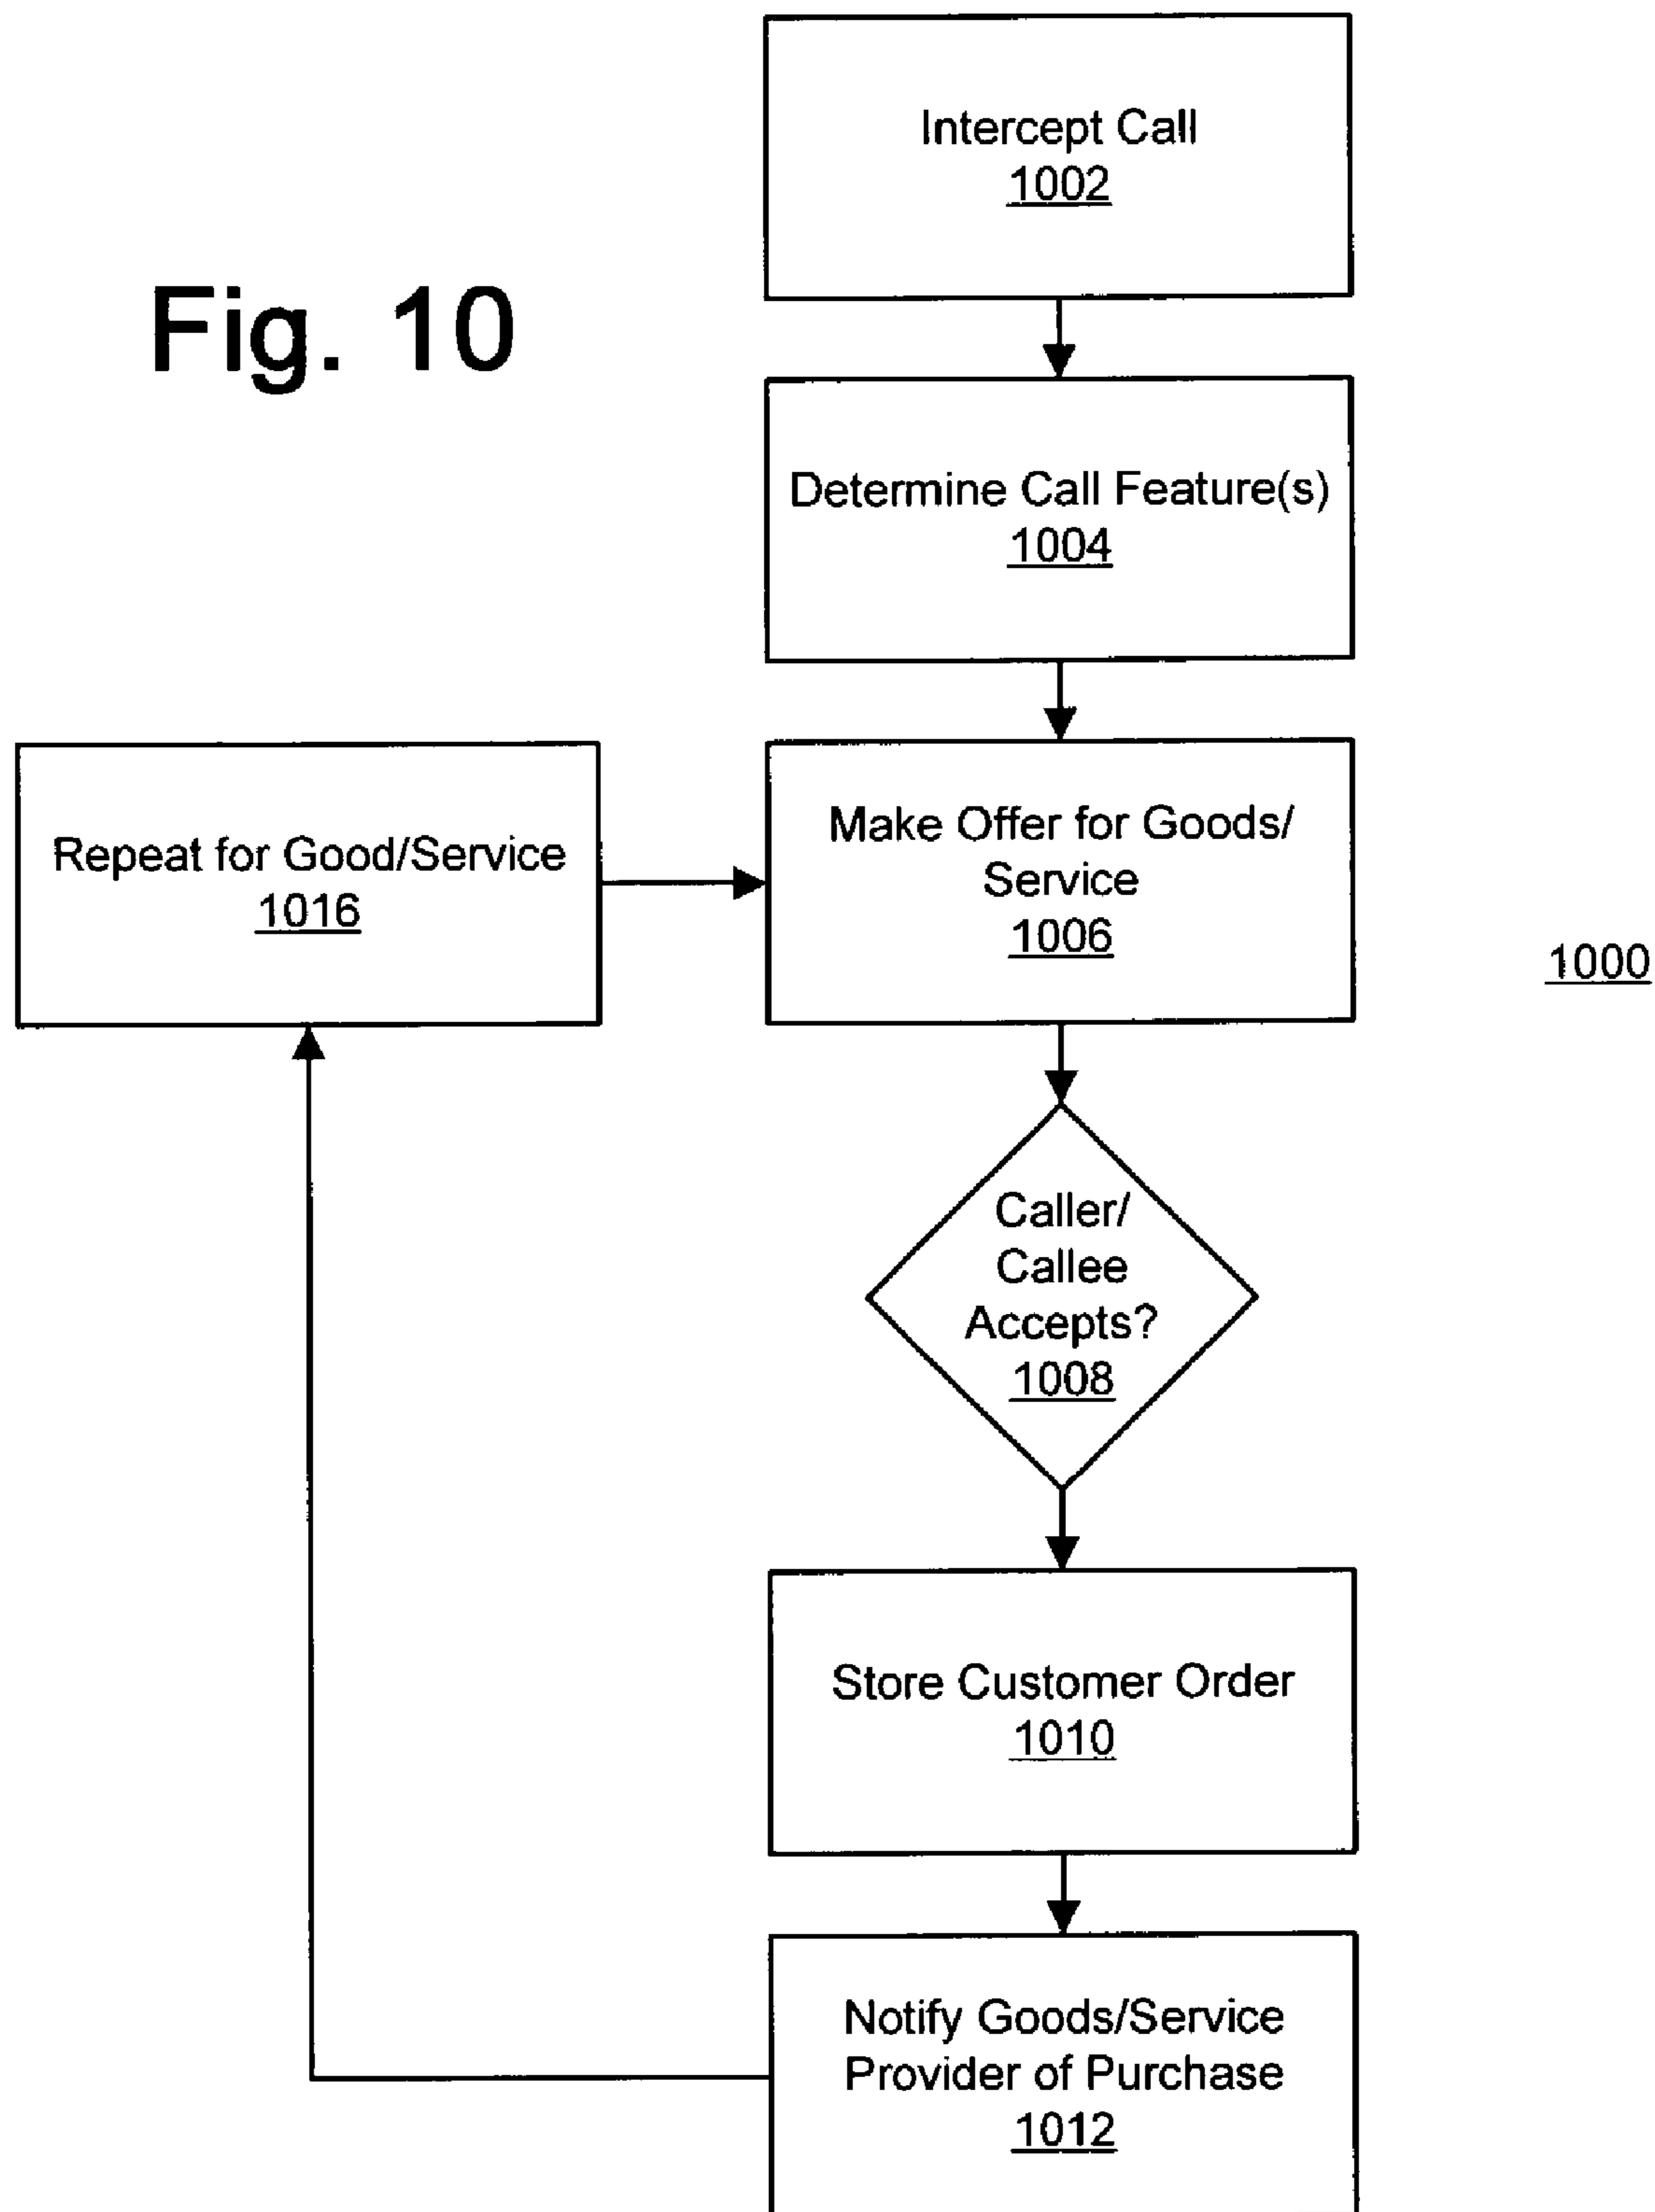 Intercept Call
1002
Fig. 10
Determine Call Feature(s)
1004
Repeat for Good/Service
1016
Make Offer for Goods/
Service
1006
1000
Caller/
Callee
Accepts?
1008
Store Customer Order
1010
Notify Goods/Service
Provider of Purchase
1012